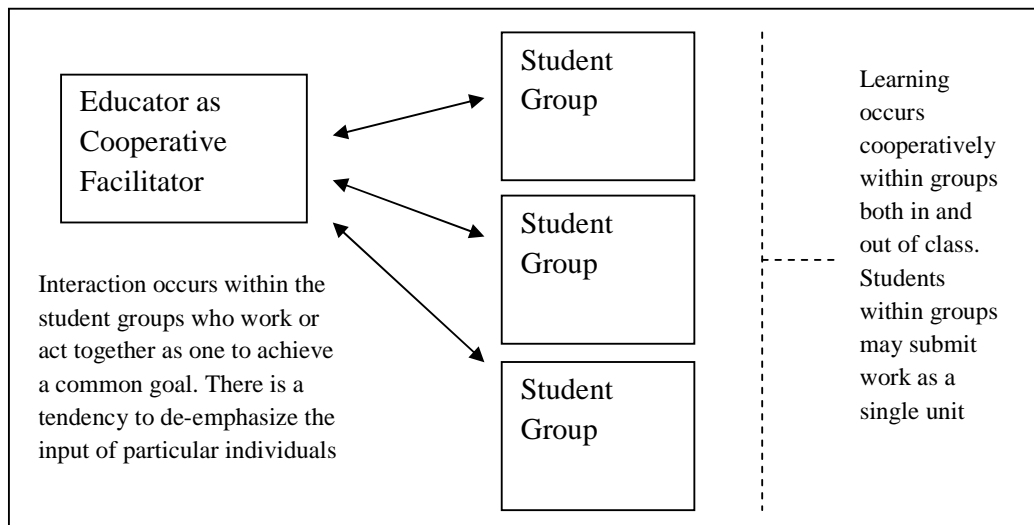 Educator as
Cooperative
Facilitator
Interaction occurs within the
student groups who work or
act together as one to achieve
a common goal. There is a
tendency to de-emphasize the
input of particular individuals
Student
Group
Student
Group
Student
Group
Learning
occurs
cooperatively
within groups
both in and
out of class.
Students
within groups
may submit
work as a
single unit